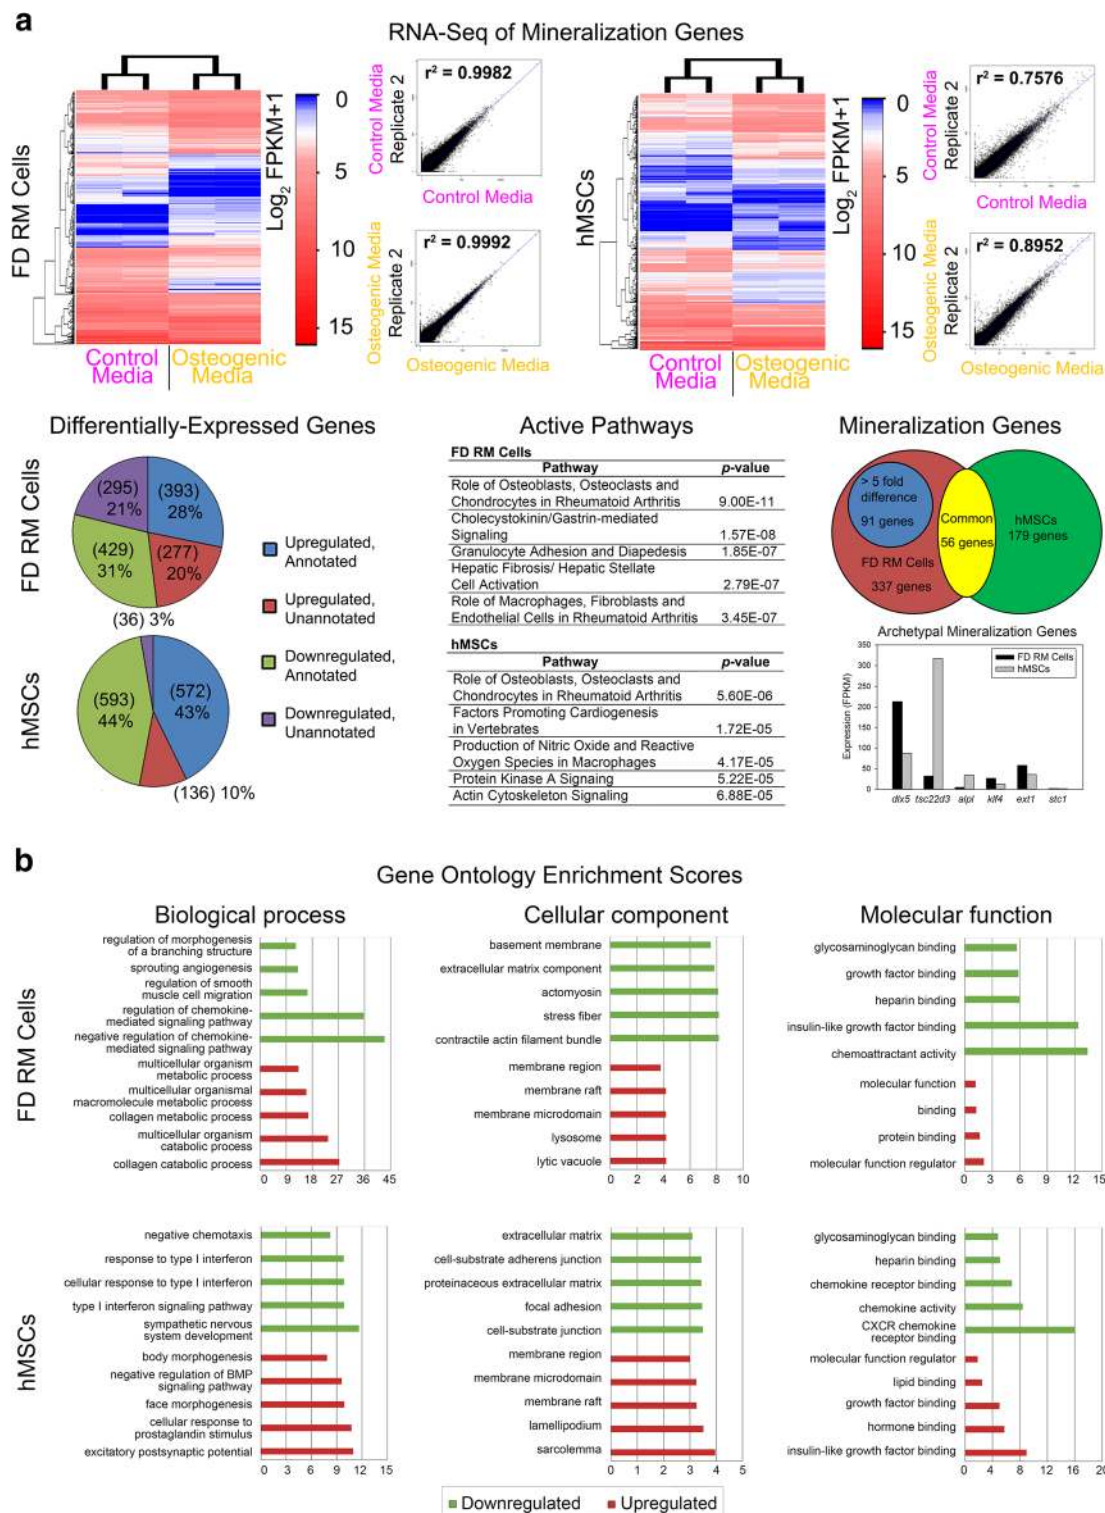 a
RNA-Seq of Mineralization Genes
FD RM Cells
Log2 FPKM+1
0
5
10
15
Control Media
Osteogenic Media
Control Media
Replicate 2
r² = 0.9982
Control Media
Osteogenic Media
Replicate 2
r² = 0.9992
Osteogenic Media
hMSCs
Log2 FPKM+1
0
5
10
15
Control Media
Osteogenic Media
Control Media
Replicate 2
r² = 0.7576
Control Media
Osteogenic Media
Replicate 2
r² = 0.8952
Osteogenic Media
Differentially-Expressed Genes
FD RM Cells
(295) 21%
(393) 28%
(429) 31%
(277) 20%
hMSCs
(36) 3%
(593) 44%
(572) 43%
(136) 10%
Upregulated, Annotated
Upregulated, Unannotated
Downregulated, Annotated
Downregulated, Unannotated
Active Pathways
FD RM Cells
Pathway p-value
Role of Osteoblasts, Osteoclasts and
Chondrocytes in Rheumatoid Arthritis 9.00E-11
Cholecystokinin/Gastrin-mediated
Signaling 1.57E-08
Granulocyte Adhesion and Diapedesis 1.85E-07
Hepatic Fibrosis/ Hepatic Stellate
Cell Activation 2.79E-07
Role of Macrophages, Fibroblasts and
Endothelial Cells in Rheumatoid Arthritis 3.45E-07
hMSCs
Pathway p-value
Role of Osteoblasts, Osteoclasts and
Chondrocytes in Rheumatoid Arthritis 5.60E-06
Factors Promoting Cardiogenesis
in Vertebrates 1.72E-05
Production of Nitric Oxide and Reactive
Oxygen Species in Macrophages 4.17E-05
Protein Kinase A Signaing 5.22E-05
Actin Cytoskeleton Signaling 6.88E-05
Mineralization Genes
> 5 fold
difference
91 genes
FD RM Cells
337 genes
Common
56 genes
hMSCs
179 genes
Archetypal Mineralization Genes
FD RM Cells
hMSCs
Expression (FPKM)
350
300
250
200
150
100
50
0
dlx5 tsc22d3 alpl klf4 ext1 stc1
b
Gene Ontology Enrichment Scores
Biological process
Cellular component
Molecular function
FD RM Cells
regulation of morphogenesis
of a branching structure
sprouting angiogenesis
regulation of smooth
muscle cell migration
regulation of chemokine-
mediated signaling pathway
negative regulation of chemokine-
mediated signaling pathway
multicellular organism
metabolic process
multicellular organismal
macromolecule metabolic process
collagen metabolic process
multicellular organism
catabolic process
collagen catabolic process
0 9 18 27 36 45
basement membrane
extracellular matrix component
actomyosin
stress fiber
contractile actin filament bundle
membrane region
membrane raft
membrane microdomain
lysosome
lytic vacuole
0 2 4 6 8 10
glycosaminoglycan binding
growth factor binding
heparin binding
insulin-like growth factor binding
chemoattractant activity
molecular function
binding
protein binding
molecular function regulator
0 3 6 9 12 15
hMSCs
negative chemotaxis
response to type I interferon
cellular response to type I interferon
type I interferon signaling pathway
sympathetic nervous
system development
body morphogenesis
negative regulation of BMP
signaling pathway
face morphogenesis
cellular response to
prostaglandin stimulus
excitatory postsynaptic potential
0 3 6 9 12 15
extracellular matrix
cell-substrate adherens junction
proteinaceous extracellular matrix
focal adhesion
cell-substrate junction
membrane region
membrane microdomain
membrane raft
lamellipodium
sarcolemma
0 1 2 3 4 5
glycosaminoglycan binding
heparin binding
chemokine receptor binding
chemokine activity
CXCR chemokine
receptor binding
molecular function regulator
lipid binding
growth factor binding
hormone binding
insulin-like growth factor binding
0 4 8 12 16 20
Downregulated
Upregulated